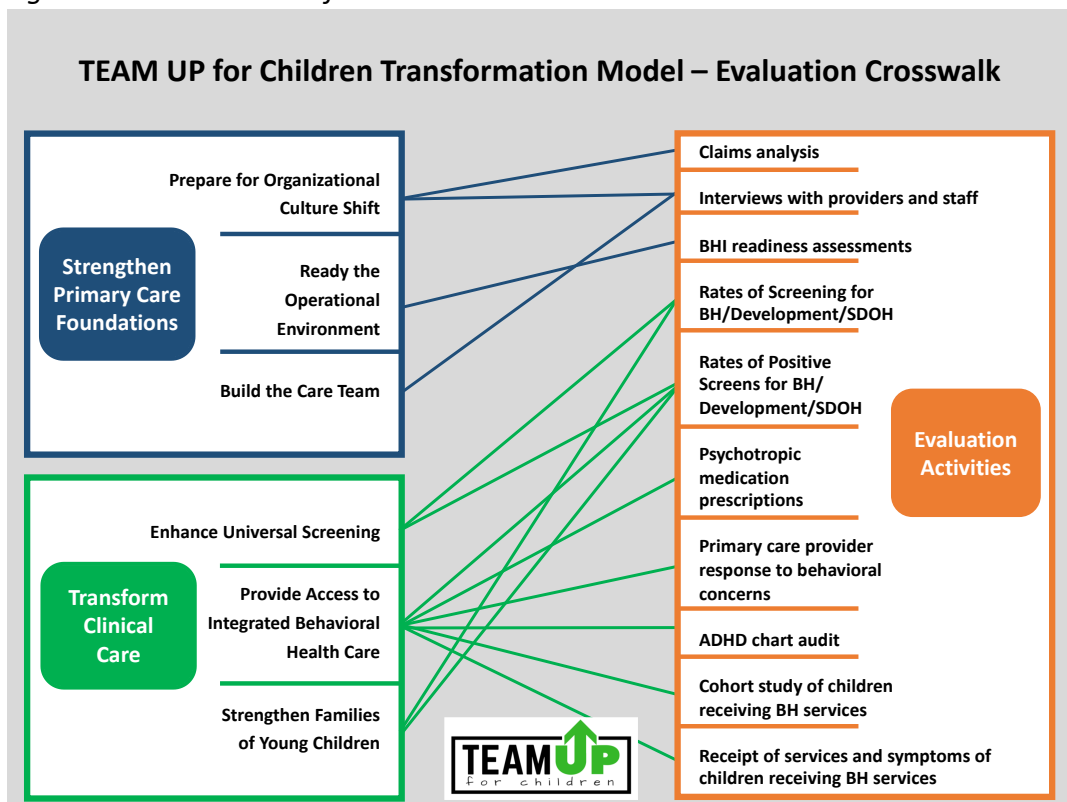 TEAM UP for Children Transformation Model – Evaluation Crosswalk
Prepare for Organizational
Culture Shift
Strengthen
Primary Care
Foundations
Ready the
Operational
Environment
Build the Care Team
Enhance Universal Screening
Transform
Clinical
Care
Provide Access to
Integrated Behavioral
Health Care
Strengthen Families
of Young Children
TEAM UP
for children
Claims analysis
Interviews with providers and staff
BHI readiness assessments
Rates of Screening for
BH/Development/SDOH
Rates of Positive
Screens for BH/
Development/SDOH
Psychotropic
medication
prescriptions
Primary care provider
response to behavioral
concerns
ADHD chart audit
Cohort study of children
receiving BH services
Receipt of services and symptoms of
children receiving BH services
Evaluation
Activities